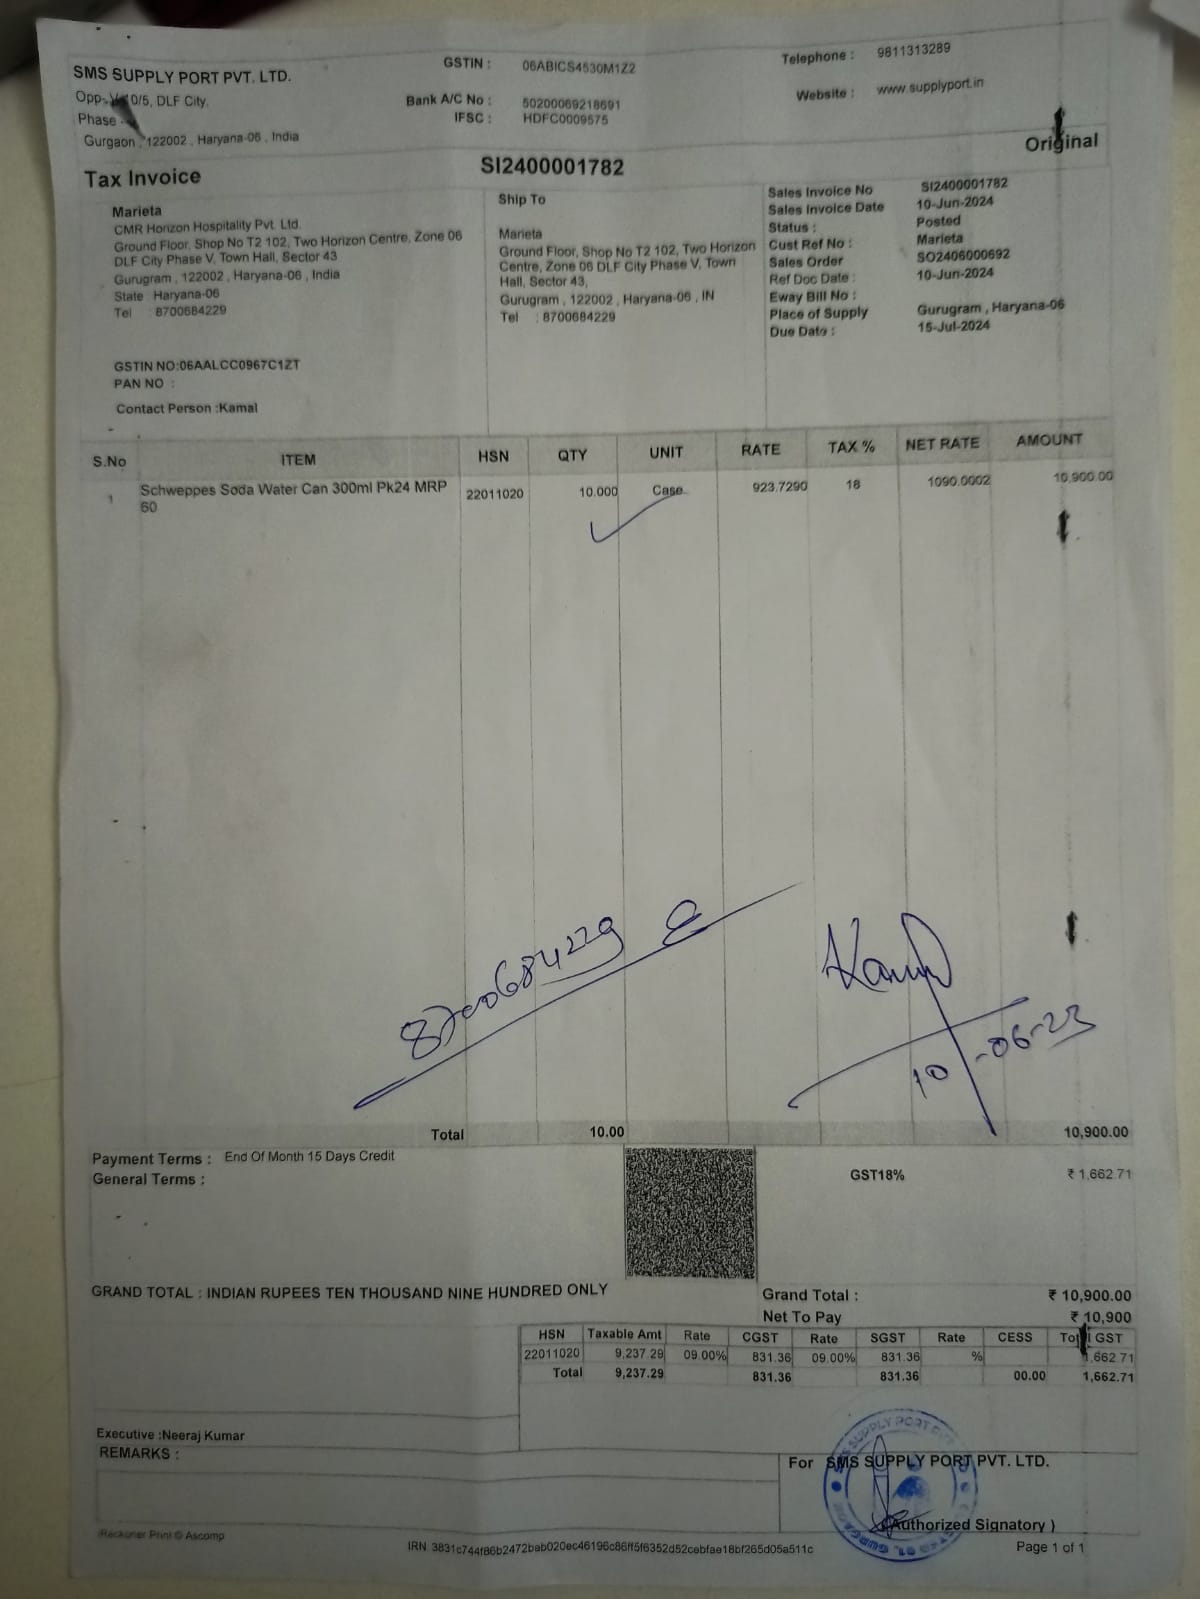 SMS SUPPLY PORT PVT. LTD.
Opp- 0/5, DLF City,
Phase
Gurgaon , 122002 , Haryana-06 , India
GSTIN : 06ABICS4530M1Z2
Bank A/C No : 50200069218691
IFSC : HDFC0009575
Telephone : 9811313289
Website : www.supplyport.in
Original
Tax Invoice
SI2400001782
Marieta
CMR Horizon Hospitality Pvt. Ltd.
Ground Floor, Shop No T2 102, Two Horizon Centre, Zone 06
DLF City Phase V, Town Hall, Sector 43
Gurugram , 122002 , Haryana-06 , India
State Haryana-06
Tel : 8700684229
GSTIN NO:06AALCC0967C1ZT
PAN NO :
Contact Person :Kamal
Ship To
Marieta
Ground Floor, Shop No T2 102, Two Horizon
Centre, Zone 06 DLF City Phase V, Town
Hall, Sector 43,
Gurugram , 122002 , Haryana-06 , IN
Tel : 8700684229
Sales Invoice No SI2400001782
Sales Invoice Date 10-Jun-2024
Status : Posted
Cust Ref No : Marieta
Sales Order SO2406000692
Ref Doc Date : 10-Jun-2024
Eway Bill No :
Place of Supply Gurugram , Haryana-06
Due Date : 15-Jul-2024
S.No ITEM HSN QTY UNIT RATE TAX % NET RATE AMOUNT
1 Schweppes Soda Water Can 300ml Pk24 MRP 22011020 10.000 Case 923.7290 18 1090.0002 10,900.00
60
8700684229
Kamal
10-06-23
Total 10.00 10,900.00
Payment Terms : End Of Month 15 Days Credit
General Terms :
GST18% ₹ 1,662.71
GRAND TOTAL : INDIAN RUPEES TEN THOUSAND NINE HUNDRED ONLY
Grand Total : ₹ 10,900.00
Net To Pay ₹ 10,900
HSN Taxable Amt Rate CGST Rate SGST Rate CESS Total GST
22011020 9,237.29 09.00% 831.36 09.00% 831.36 % 1,662.71
Total 9,237.29 831.36 831.36 00.00 1,662.71
Executive :Neeraj Kumar
REMARKS :
For SMS SUPPLY PORT PVT. LTD.
SMS SUPPLY PORT PVT
(Authorized Signatory )
iReckoner Print © Ascomp
IRN: 3831c744f86b2472bab020ec46196c86ff5f6352d52cebfae18bf265d05a511c
Page 1 of 1